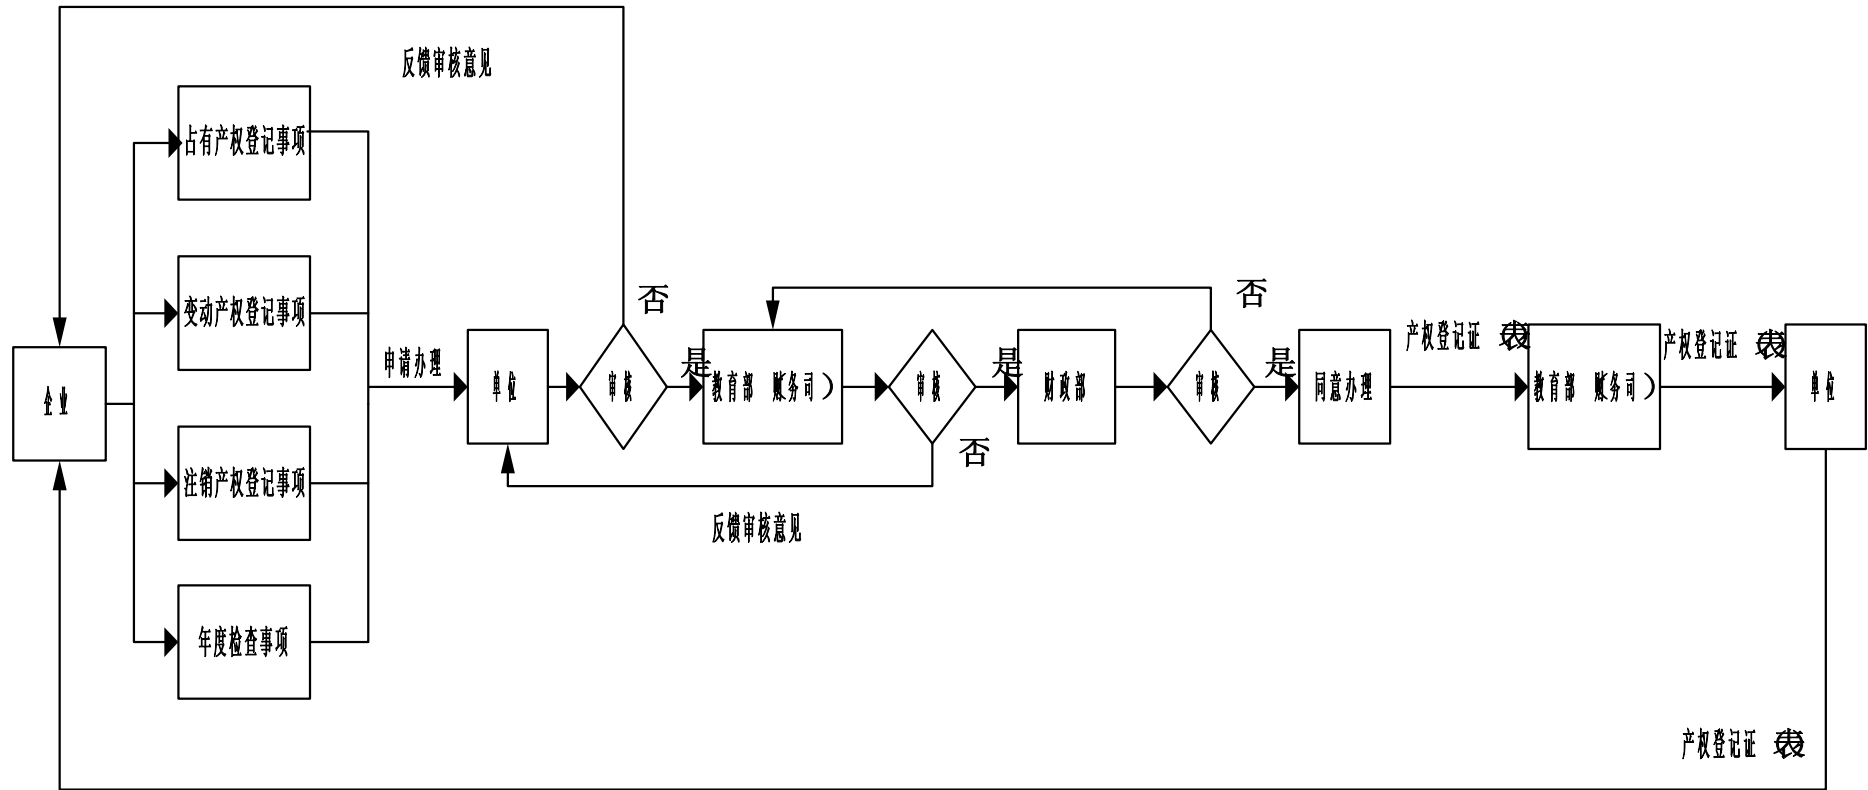 反馈审核意见
占有产权登记事项
变动产权登记事项
否
否
申请办理
产权登记证 表
产权登记证 表
企业
单位
审核
是
教育部 财务司）
审核
是
财政部
审核
是
同意办理
教育部 财务司）
单位
否
注销产权登记事项
反馈审核意见
年度检查事项
产权登记证 表